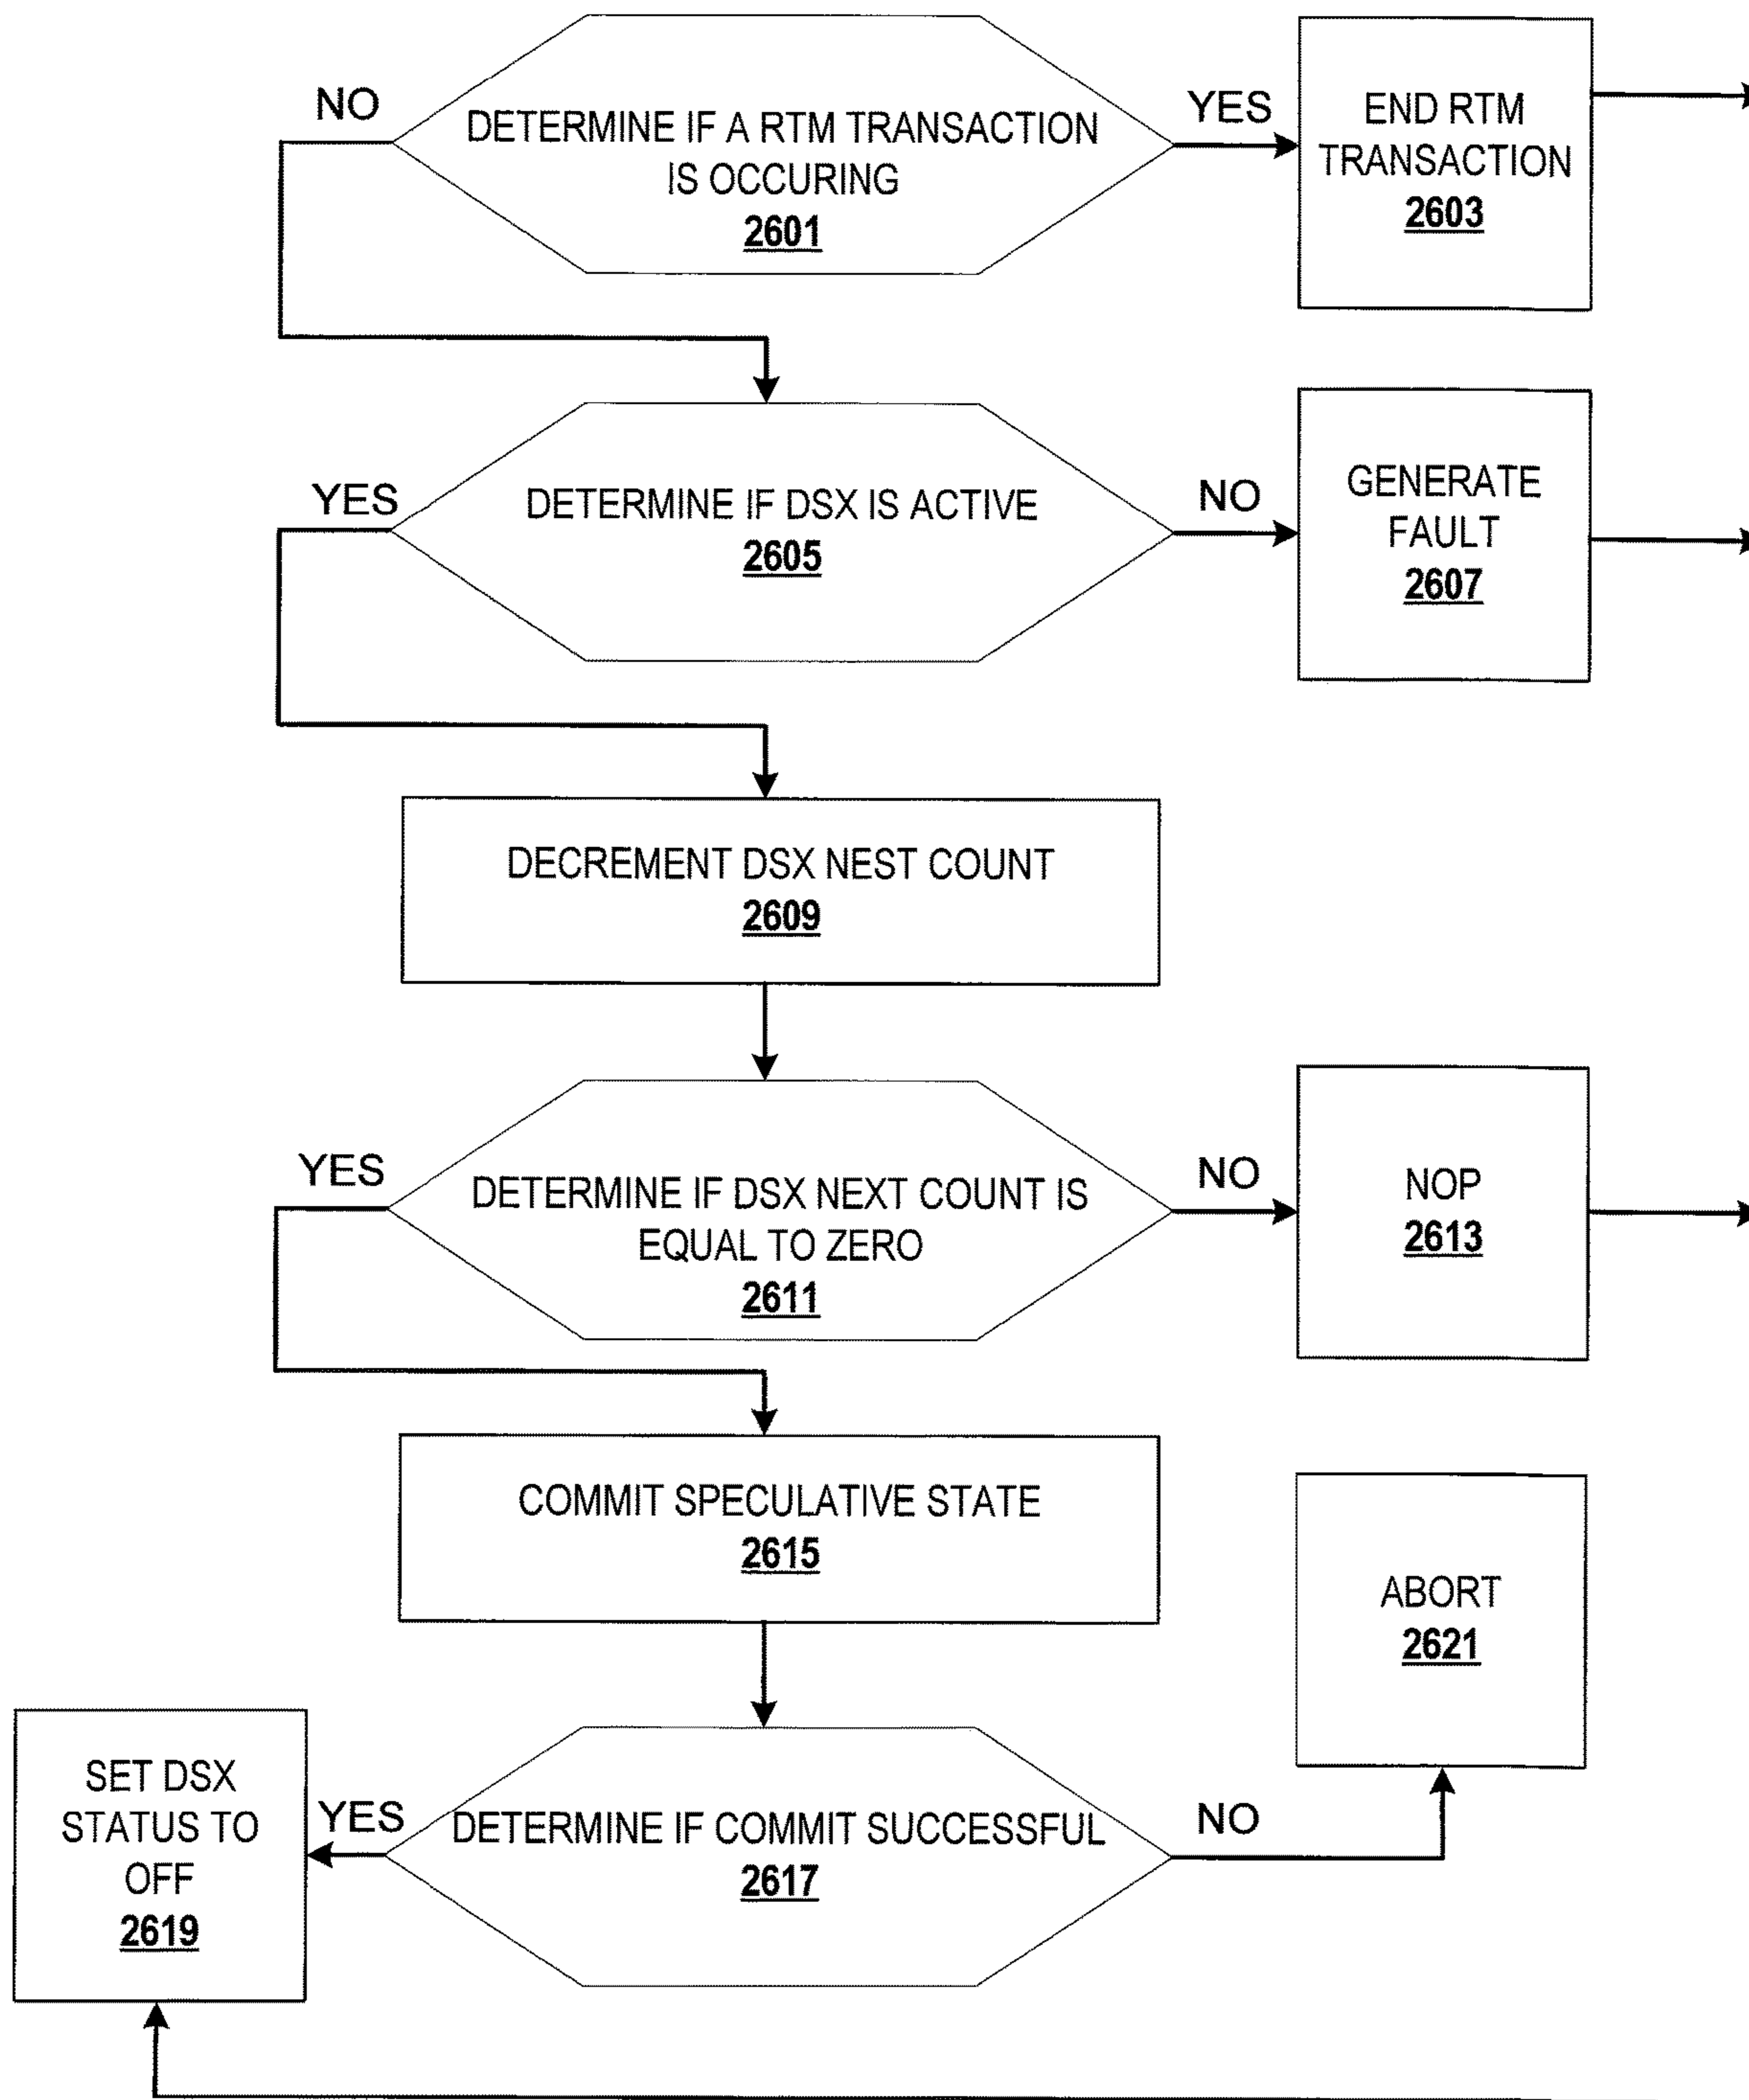 NO
DETERMINE IF A RTM TRANSACTION
IS OCCURING
2601
YES
END RTM
TRANSACTION
2603
YES
DETERMINE IF DSX IS ACTIVE
2605
NO
GENERATE
FAULT
2607
DECREMENT DSX NEST COUNT
2609
YES
DETERMINE IF DSX NEXT COUNT IS
EQUAL TO ZERO
2611
NO
NOP
2613
COMMIT SPECULATIVE STATE
2615
ABORT
2621
SET DSX
STATUS TO
OFF
2619
YES
DETERMINE IF COMMIT SUCCESSFUL
2617
NO